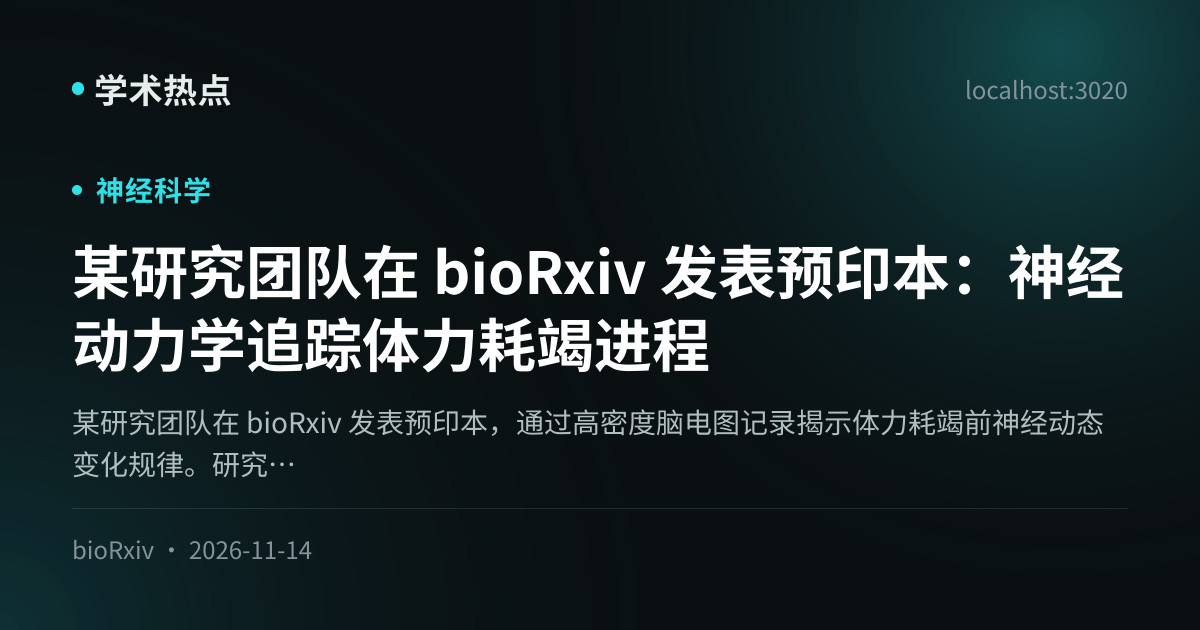 学术热点
localhost:3020
神经科学
某研究团队在 bioRxiv 发表预印本：神经
动力学追踪体力耗竭进程
某研究团队在 bioRxiv 发表预印本，通过高密度脑电图记录揭示体力耗竭前神经动态
变化规律。研究…
bioRxiv • 2026-11-14